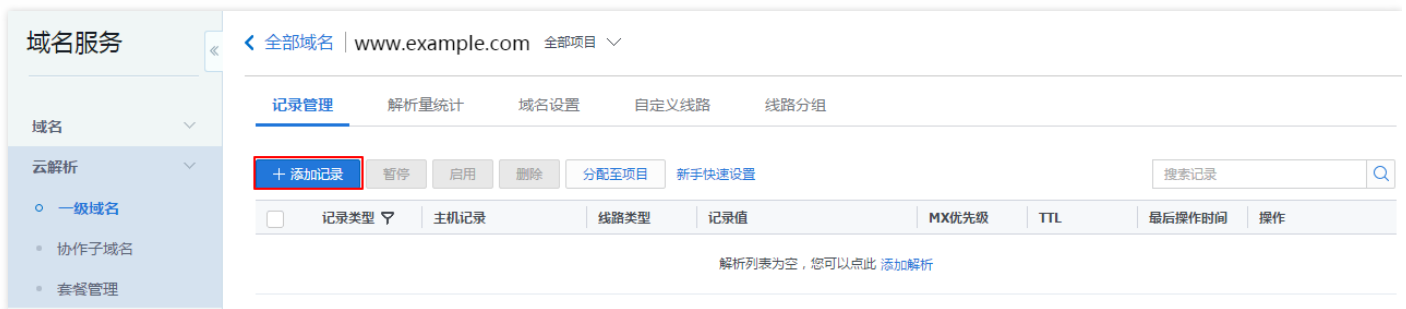 域名服务
域名
云解析
一级域名
协作子域名
套餐管理
全部域名 www.example.com 全部项目
记录管理 解析量统计 域名设置 自定义线路 线路分组
添加记录 暂停 启用 删除 分配至项目 新手快速设置 搜索记录
记录类型 主机记录 线路类型 记录值 MX优先级 TTL 最后操作时间 操作
解析列表为空，您可以点此 添加解析